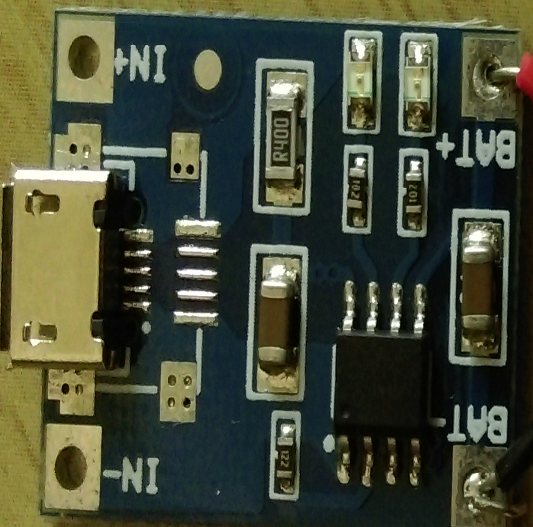 IN+
R400
BAT+
102
102
BAT-
122
IN-